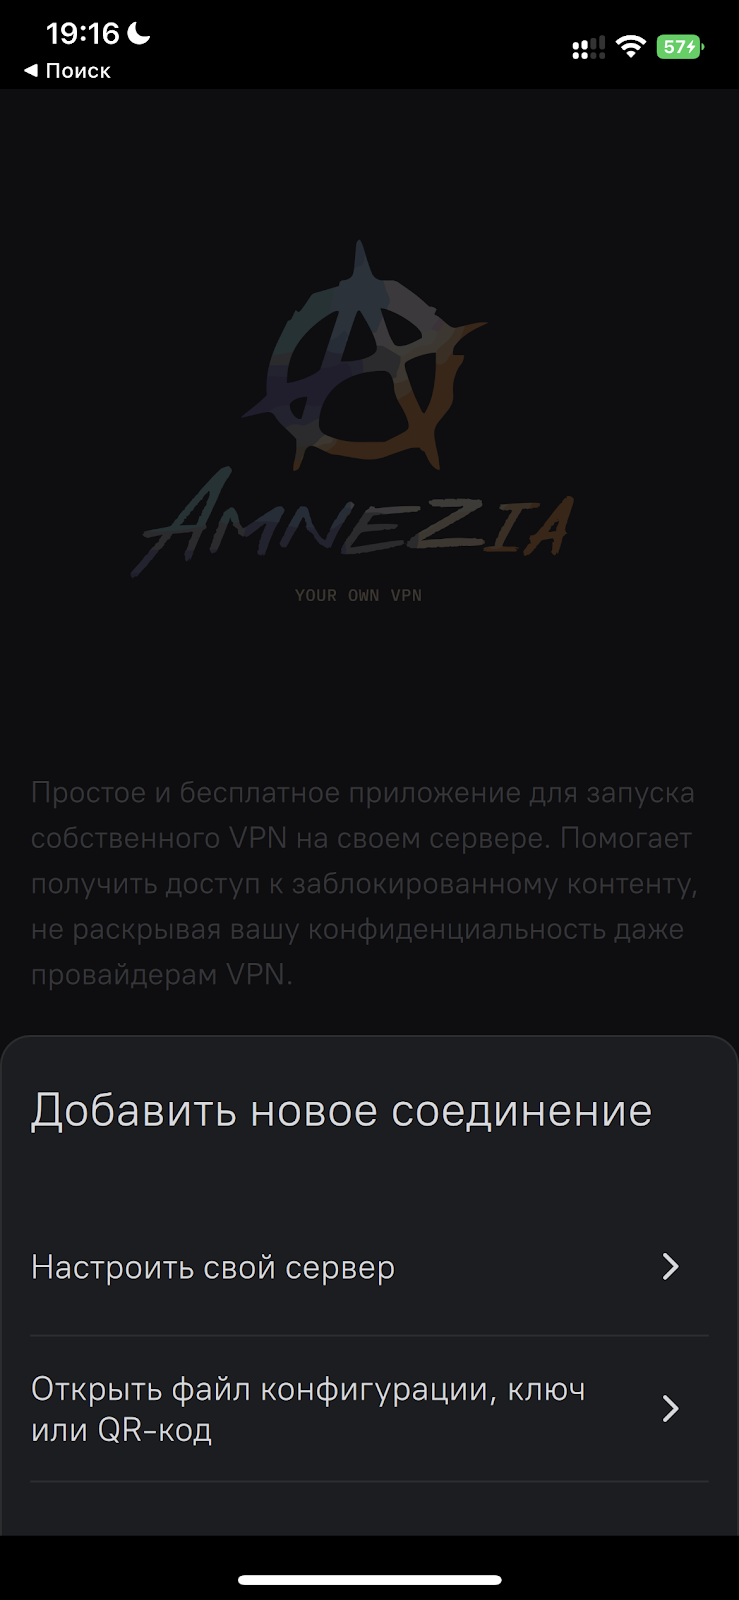 19:16
57
Поиск
AMNEZIA
YOUR OWN VPN
Простое и бесплатное приложение для запуска
собственного VPN на своем сервере. Помогает
получить доступ к заблокированному контенту,
не раскрывая вашу конфиденциальность даже
провайдерам VPN.
Добавить новое соединение
Настроить свой сервер
Открыть файл конфигурации, ключ
или QR-код